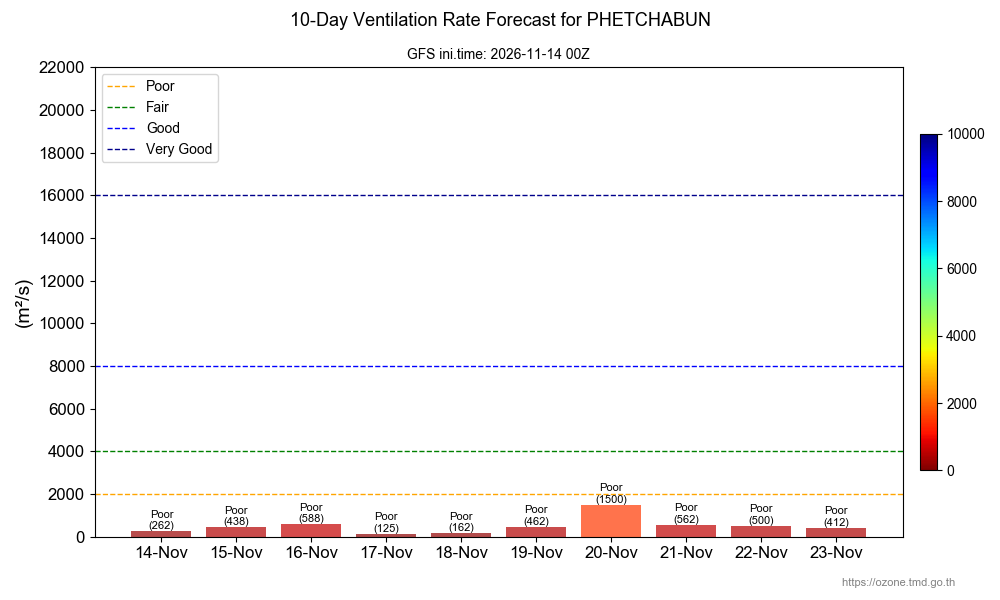 10-Day Ventilation Rate Forecast for PHETCHABUN
GFS ini.time: 2026-11-14 00Z
(m²/s)
22000
20000
18000
16000
14000
12000
10000
8000
6000
4000
2000
0
Poor
Fair
Good
Very Good
Poor
(262)
Poor
(438)
Poor
(588)
Poor
(125)
Poor
(162)
Poor
(462)
Poor
(1500)
Poor
(562)
Poor
(500)
Poor
(412)
14-Nov
15-Nov
16-Nov
17-Nov
18-Nov
19-Nov
20-Nov
21-Nov
22-Nov
23-Nov
10000
8000
6000
4000
2000
0
https://ozone.tmd.go.th